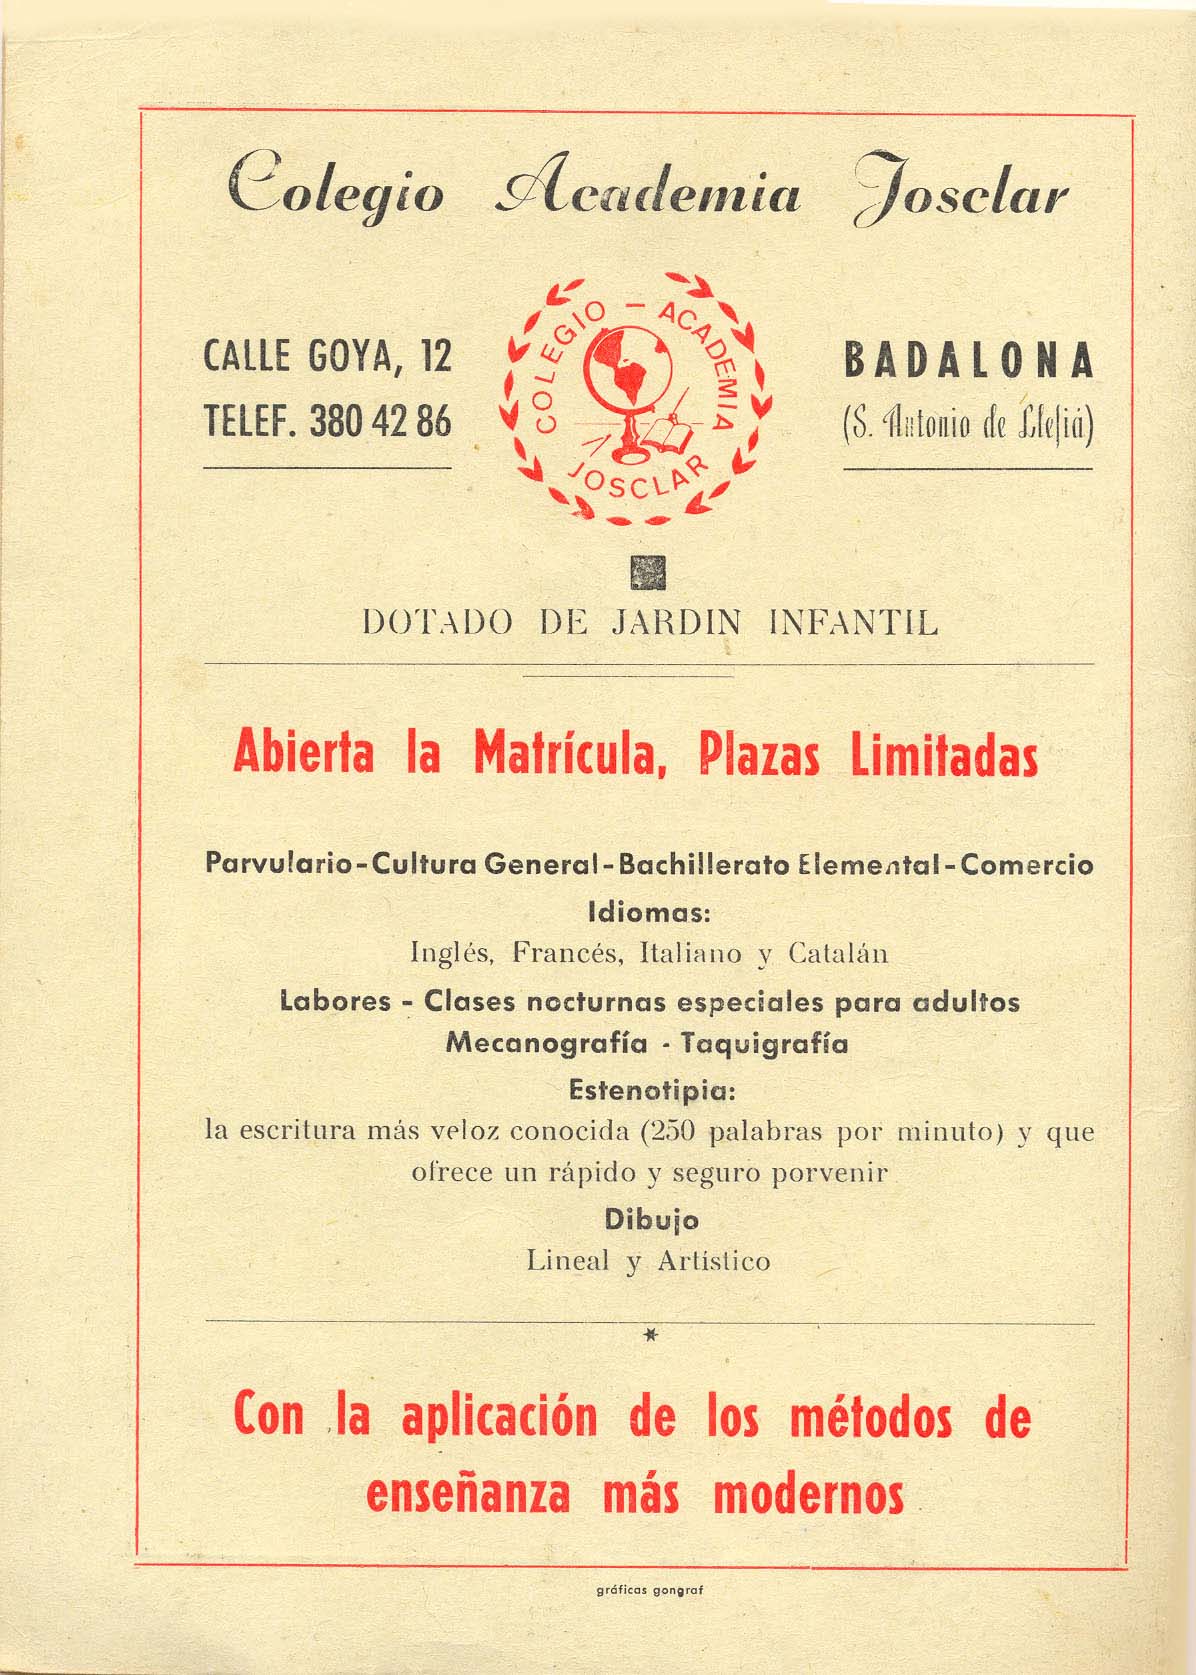 Colegio Academia Josclar
COLEGIO - ACADEMIA
JOSCLAR
CALLE GOYA, 12
TELEF. 380 42 86
BADALONA
(S. Antonio de Llefiá)
DOTADO DE JARDIN INFANTIL
Abierta la Matrícula, Plazas Limitadas
Parvulario-Cultura General-Bachillerato Elemental-Comercio
Idiomas:
Inglés, Francés, Italiano y Catalán
Labores - Clases nocturnas especiales para adultos
Mecanografía - Taquigrafía
Estenotipia:
la escritura más veloz conocida (250 palabras por minuto) y que
ofrece un rápido y seguro porvenir
Dibujo
Lineal y Artístico
Con la aplicación de los métodos de
enseñanza más modernos
gráficas gongraf